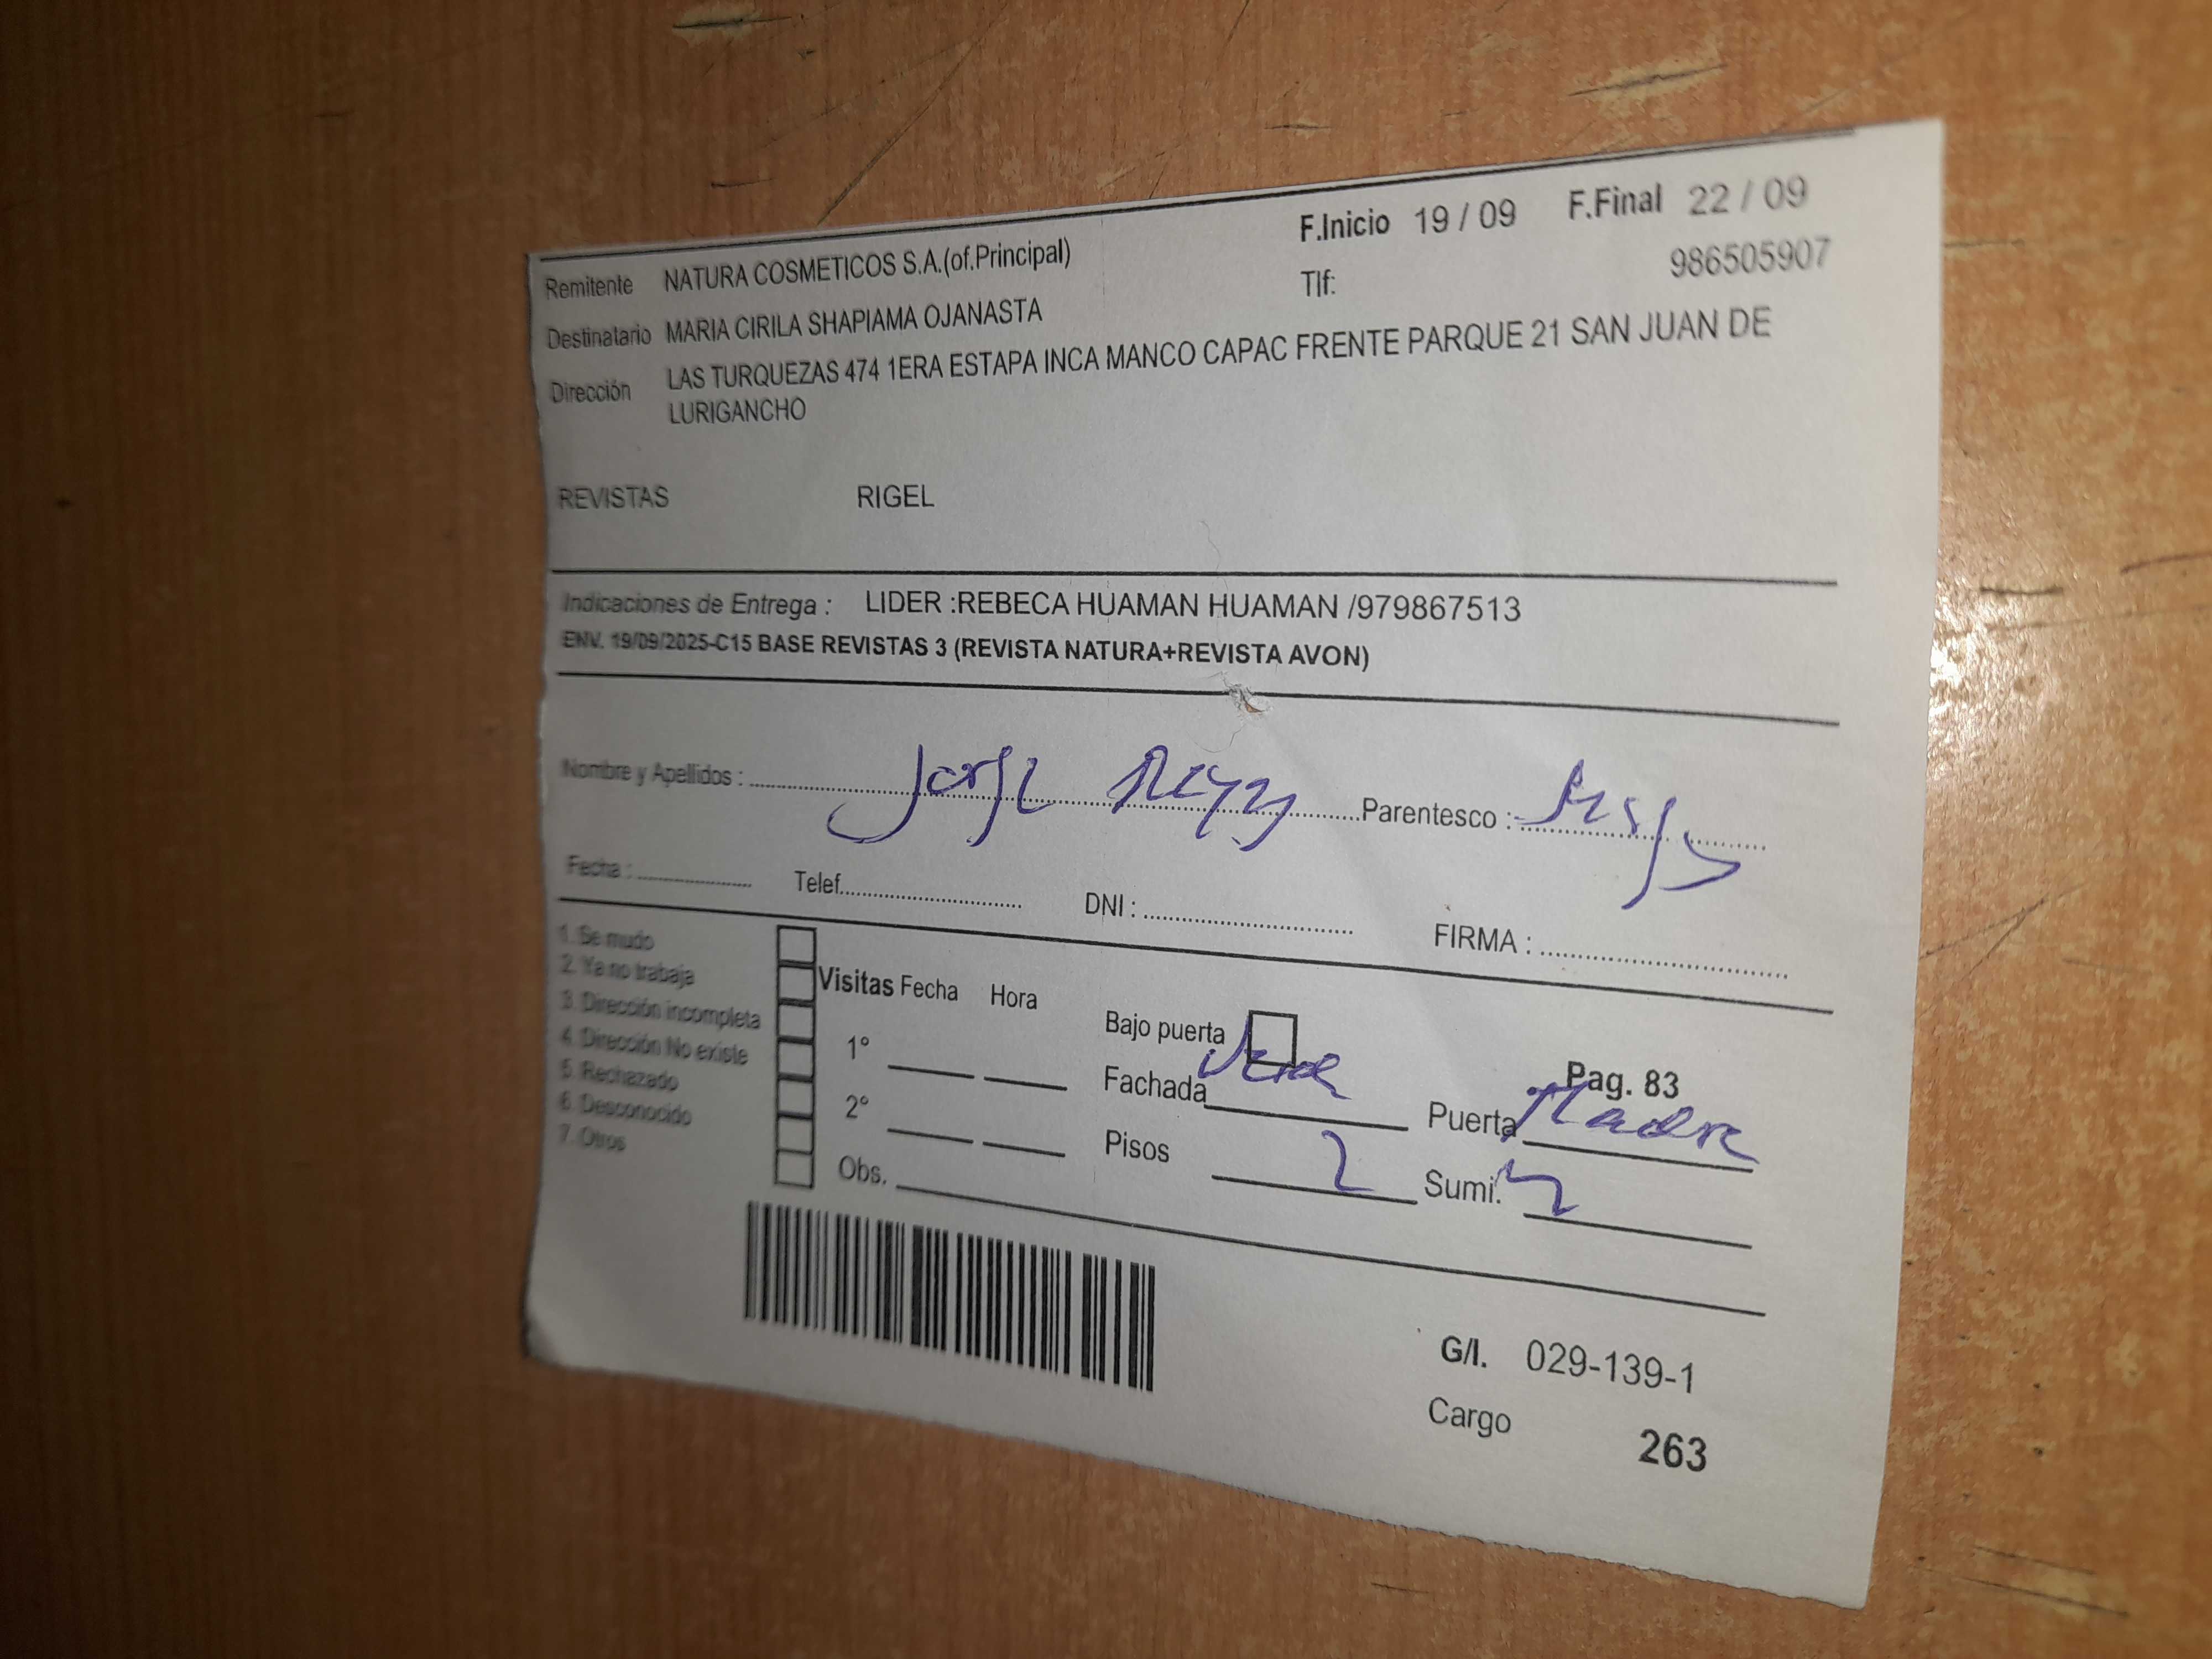 F.Inicio 19 / 09 F.Final 22 / 09
Remitente NATURA COSMETICOS S.A.(of.Principal) Tlf: 986505907
Destinatario MARIA CIRILA SHAPIAMA OJANASTA
Dirección LAS TURQUEZAS 474 1ERA ESTAPA INCA MANCO CAPAC FRENTE PARQUE 21 SAN JUAN DE
LURIGANCHO
REVISTAS RIGEL
Indicaciones de Entrega : LIDER :REBECA HUAMAN HUAMAN /979867513
ENV. 19/09/2025-C15 BASE REVISTAS 3 (REVISTA NATURA+REVISTA AVON)
Nombre y Apellidos : Jorge Parentesco :
Fecha : Telef. DNI : FIRMA :
1. Se mudo
2. Ya no trabaja
3. Dirección incompleta
4. Dirección No existe
5. Rechazado
6. Desconocido
7. Otros
Visitas Fecha Hora
1°
2°
Obs.
Bajo puerta
Fachada
Pisos 2
Pag. 83
Puerta Madre
Sumi.
G/I. 029-139-1
Cargo 263